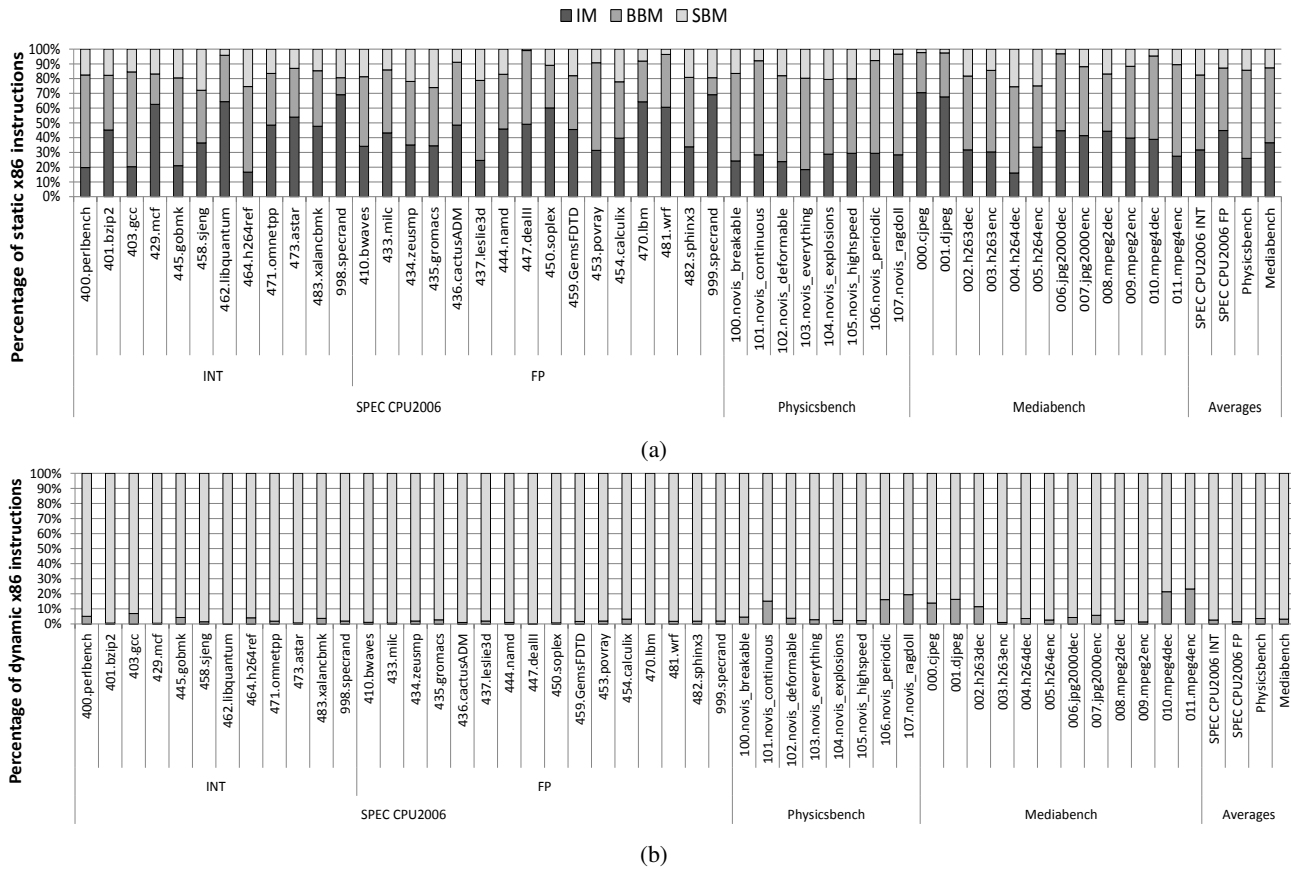 IM BBM SBM
Percentage of static x86 instructions
100%
90%
80%
70%
60%
50%
40%
30%
20%
10%
0%
400.perlbench
401.bzip2
403.gcc
429.mcf
445.gobmk
458.sjeng
462.libquantum
464.h264ref
471.omnetpp
473.astar
483.xalancbmk
998.specrand
410.bwaves
433.milc
434.zeusmp
435.gromacs
436.cactusADM
437.leslie3d
444.namd
447.dealII
450.soplex
459.GemsFDTD
453.povray
454.calculix
470.lbm
481.wrf
482.sphinx3
999.specrand
100.novis_breakable
101.novis_continuous
102.novis_deformable
103.novis_everything
104.novis_explosions
105.novis_highspeed
106.novis_periodic
107.novis_ragdoll
000.cjpeg
001.djpeg
002.h263dec
003.h263enc
004.h264dec
005.h264enc
006.jpg2000dec
007.jpg2000enc
008.mpeg2dec
009.mpeg2enc
010.mpeg4dec
011.mpeg4enc
SPEC CPU2006 INT
SPEC CPU2006 FP
Physicsbench
Mediabench
INT FP
SPEC CPU2006 Physicsbench Mediabench Averages
(a)
Percentage of dynamic x86 instructions
100%
90%
80%
70%
60%
50%
40%
30%
20%
10%
0%
400.perlbench
401.bzip2
403.gcc
429.mcf
445.gobmk
458.sjeng
462.libquantum
464.h264ref
471.omnetpp
473.astar
483.xalancbmk
998.specrand
410.bwaves
433.milc
434.zeusmp
435.gromacs
436.cactusADM
437.leslie3d
444.namd
447.dealII
450.soplex
459.GemsFDTD
453.povray
454.calculix
470.lbm
481.wrf
482.sphinx3
999.specrand
100.novis_breakable
101.novis_continuous
102.novis_deformable
103.novis_everything
104.novis_explosions
105.novis_highspeed
106.novis_periodic
107.novis_ragdoll
000.cjpeg
001.djpeg
002.h263dec
003.h263enc
004.h264dec
005.h264enc
006.jpg2000dec
007.jpg2000enc
008.mpeg2dec
009.mpeg2enc
010.mpeg4dec
011.mpeg4enc
SPEC CPU2006 INT
SPEC CPU2006 FP
Physicsbench
Mediabench
INT FP
SPEC CPU2006 Physicsbench Mediabench Averages
(b)